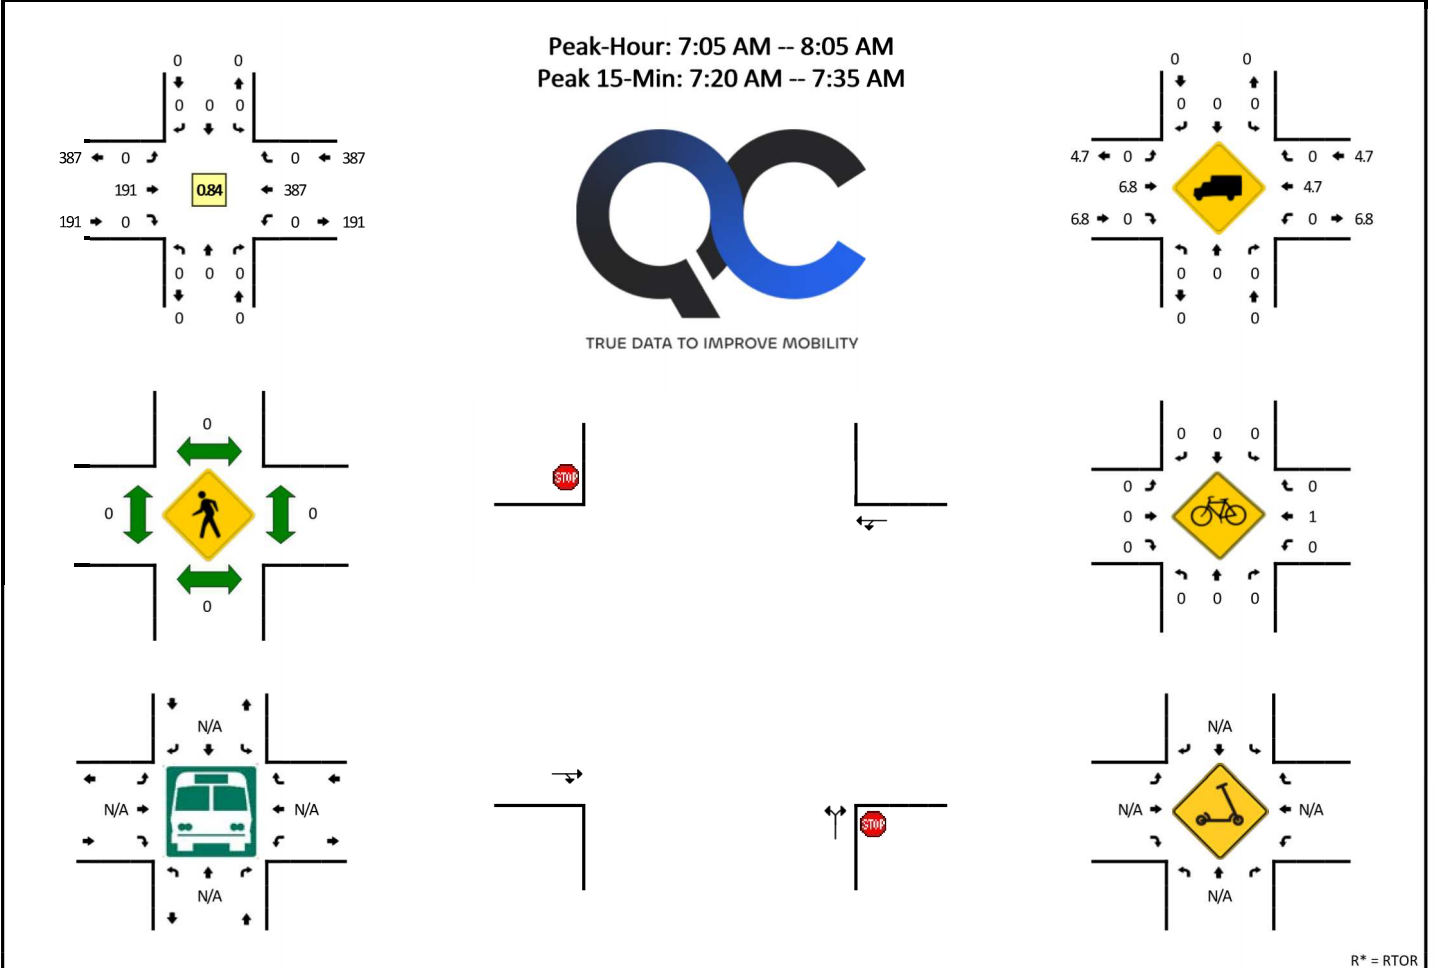 Peak-Hour: 7:05 AM -- 8:05 AM
Peak 15-Min: 7:20 AM -- 7:35 AM
0 0
0 0 0
387 0 0 387
191 0.84 387
191 0 0 191
0 0 0
0 0
TRUE DATA TO IMPROVE MOBILITY
0 0
0 0 0
4.7 0 0 4.7
6.8 4.7
6.8 0 0 6.8
0 0 0
0 0
0
0 0
0
STOP
STOP
0 0 0
0 0
0 1
0 0
0 0 0
N/A
N/A N/A
N/A
N/A
N/A N/A
N/A
R* = RTOR